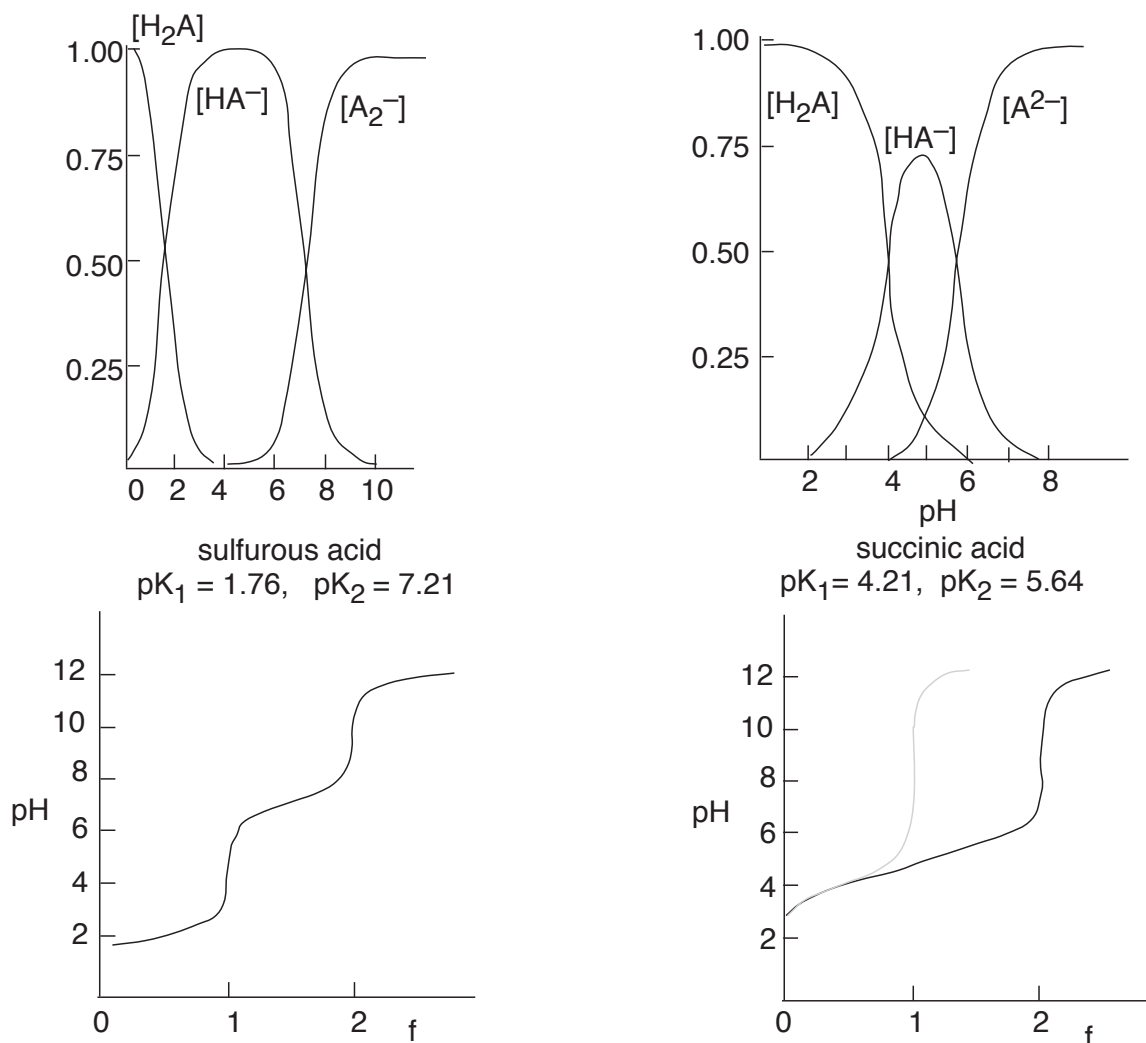 [H2A]
1.00
[HA–]
[A2–]
0.75
0.50
0.25
0 2 4 6 8 10
sulfurous acid
pK1 = 1.76, pK2 = 7.21
1.00
[H2A]
[A2–]
[HA–]
0.75
0.50
0.25
2 4 6 8
pH
succinic acid
pK1= 4.21, pK2 = 5.64
12
10
8
pH
6
4
2
0 1 2
f
12
10
8
pH
6
4
2
0 1 2
f